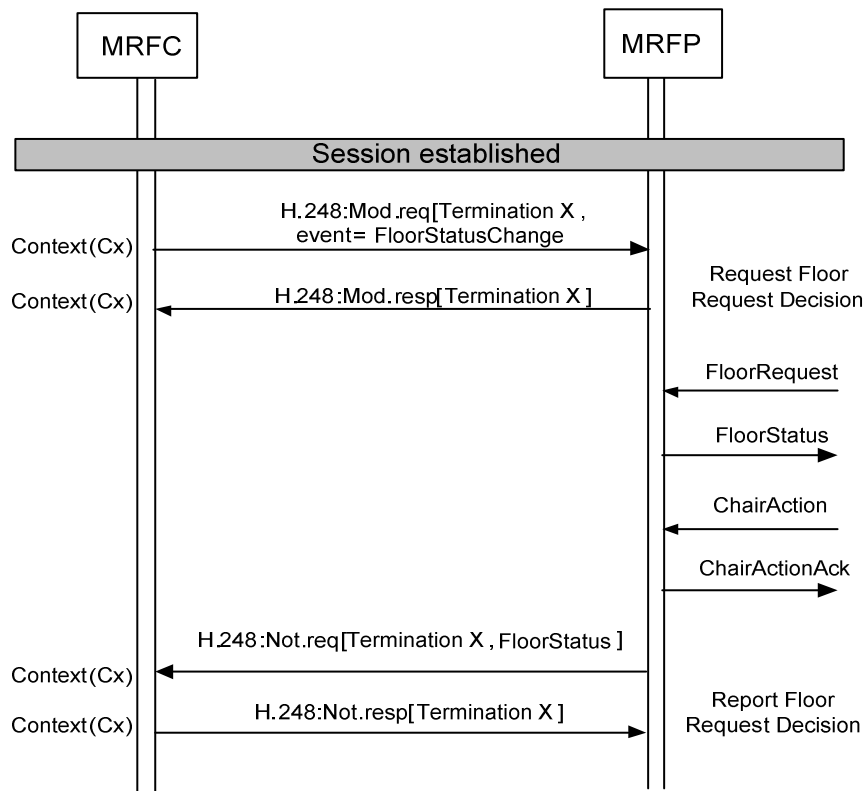 MRFC
MRFP
Session established
H.248:Mod.req[Termination X ,
event= FloorStatusChange
Context(Cx)
H.248:Mod.resp[Termination X ]
Context(Cx)
Request Floor
Request Decision
FloorRequest
FloorStatus
ChairAction
ChairActionAck
H.248:Not.req[Termination X , FloorStatus ]
Context(Cx)
H.248:Not.resp[Termination X ]
Context(Cx)
Report Floor
Request Decision